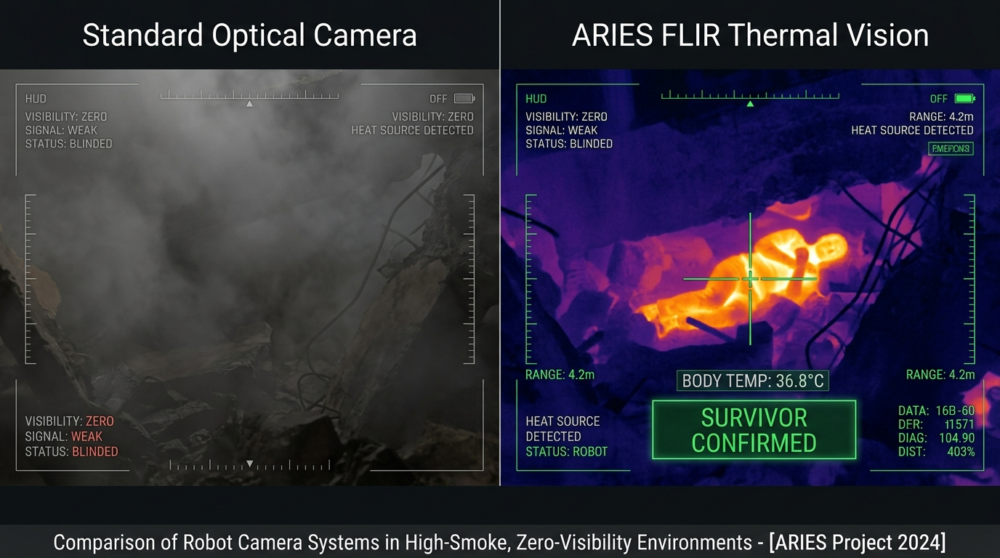 Standard Optical Camera
HUD
OFF
VISIBILITY: ZERO
SIGNAL: WEAK
STATUS: BLINDED
VISIBILITY: ZERO
HEAT SOURCE DETECTED
VISIBILITY: ZERO
SIGNAL: WEAK
STATUS: BLINDED
ARIES FLIR Thermal Vision
HUD
OFF
VISIBILITY: ZERO
SIGNAL: WEAK
STATUS: BLINDED
RANGE: 4.2m
HEAT SOURCE DETECTED
RANGE: 4.2m
RANGE: 4.2m
BODY TEMP: 36.8°C
SURVIVOR
CONFIRMED
HEAT SOURCE
DETECTED
STATUS: ROBOT
DATA: 16B-60
DER: 11571
DIAG: 104.90
DIST: 403%
Comparison of Robot Camera Systems in High-Smoke, Zero-Visibility Environments - [ARIES Project 2024]